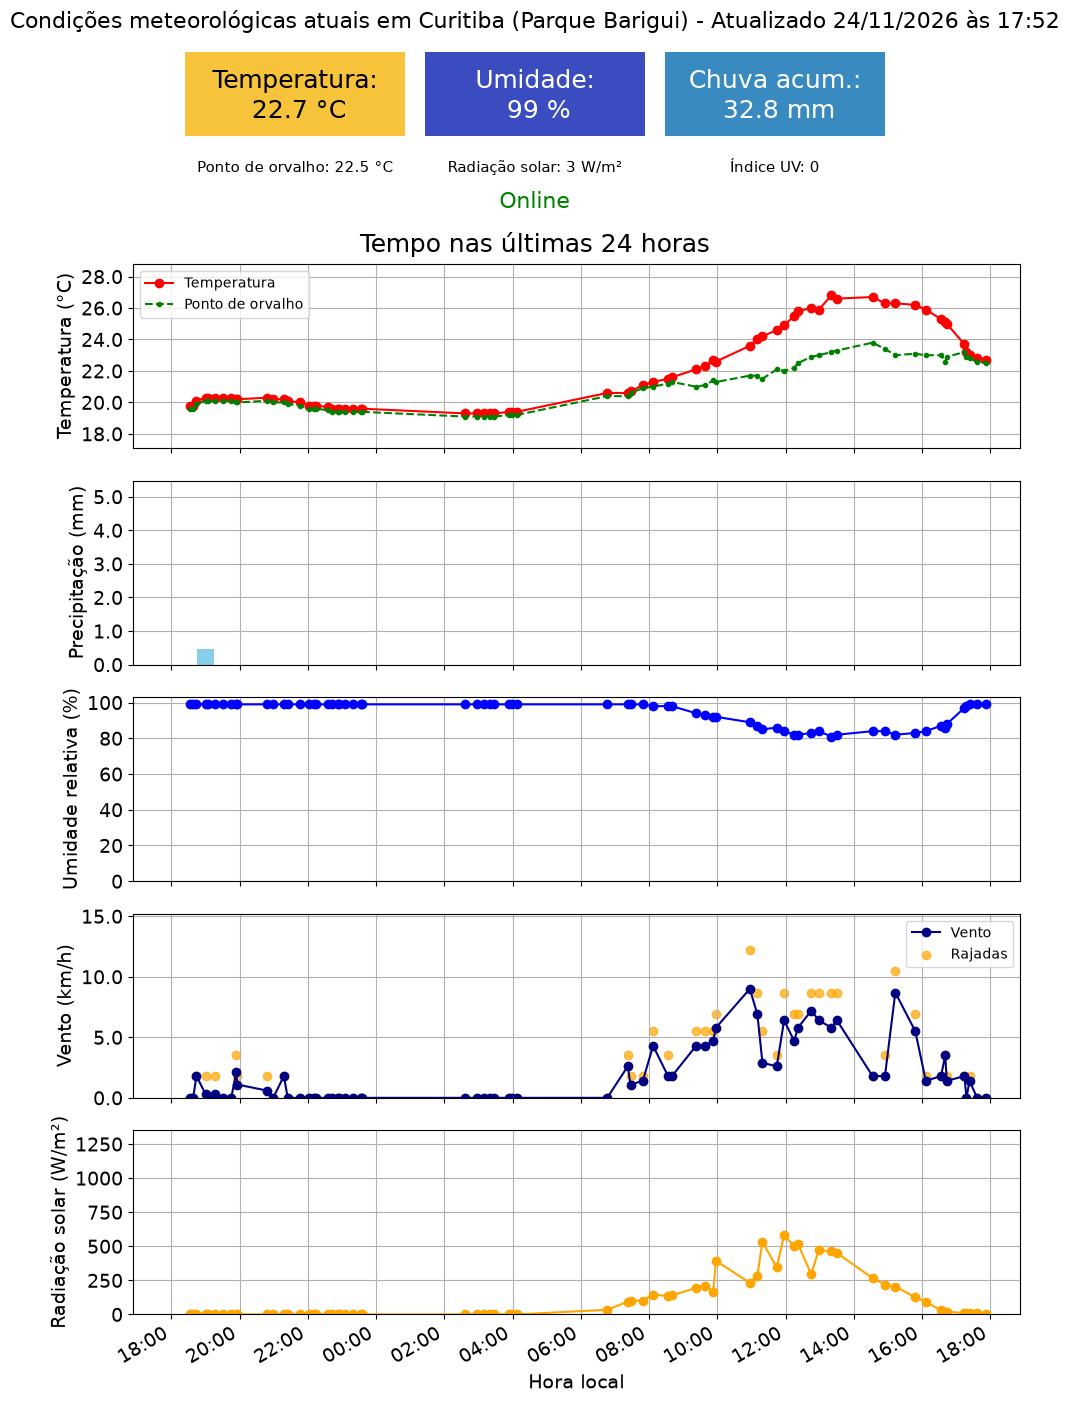 Condições meteorológicas atuais em Curitiba (Parque Barigui) - Atualizado 24/11/2026 às 17:52
Temperatura:
22.7 °C
Umidade:
99 %
Chuva acum.:
32.8 mm
Ponto de orvalho: 22.5 °C
Radiação solar: 3 W/m²
Índice UV: 0
Online
Tempo nas últimas 24 horas
Temperatura (°C)
28.0
26.0
24.0
22.0
20.0
18.0
Temperatura
Ponto de orvalho
Precipitação (mm)
5.0
4.0
3.0
2.0
1.0
0.0
Umidade relativa (%)
100
80
60
40
20
0
Vento (km/h)
15.0
10.0
5.0
0.0
Vento
Rajadas
Radiação solar (W/m²)
1250
1000
750
500
250
0
18:00
20:00
22:00
00:00
02:00
04:00
06:00
08:00
10:00
12:00
14:00
16:00
18:00
Hora local